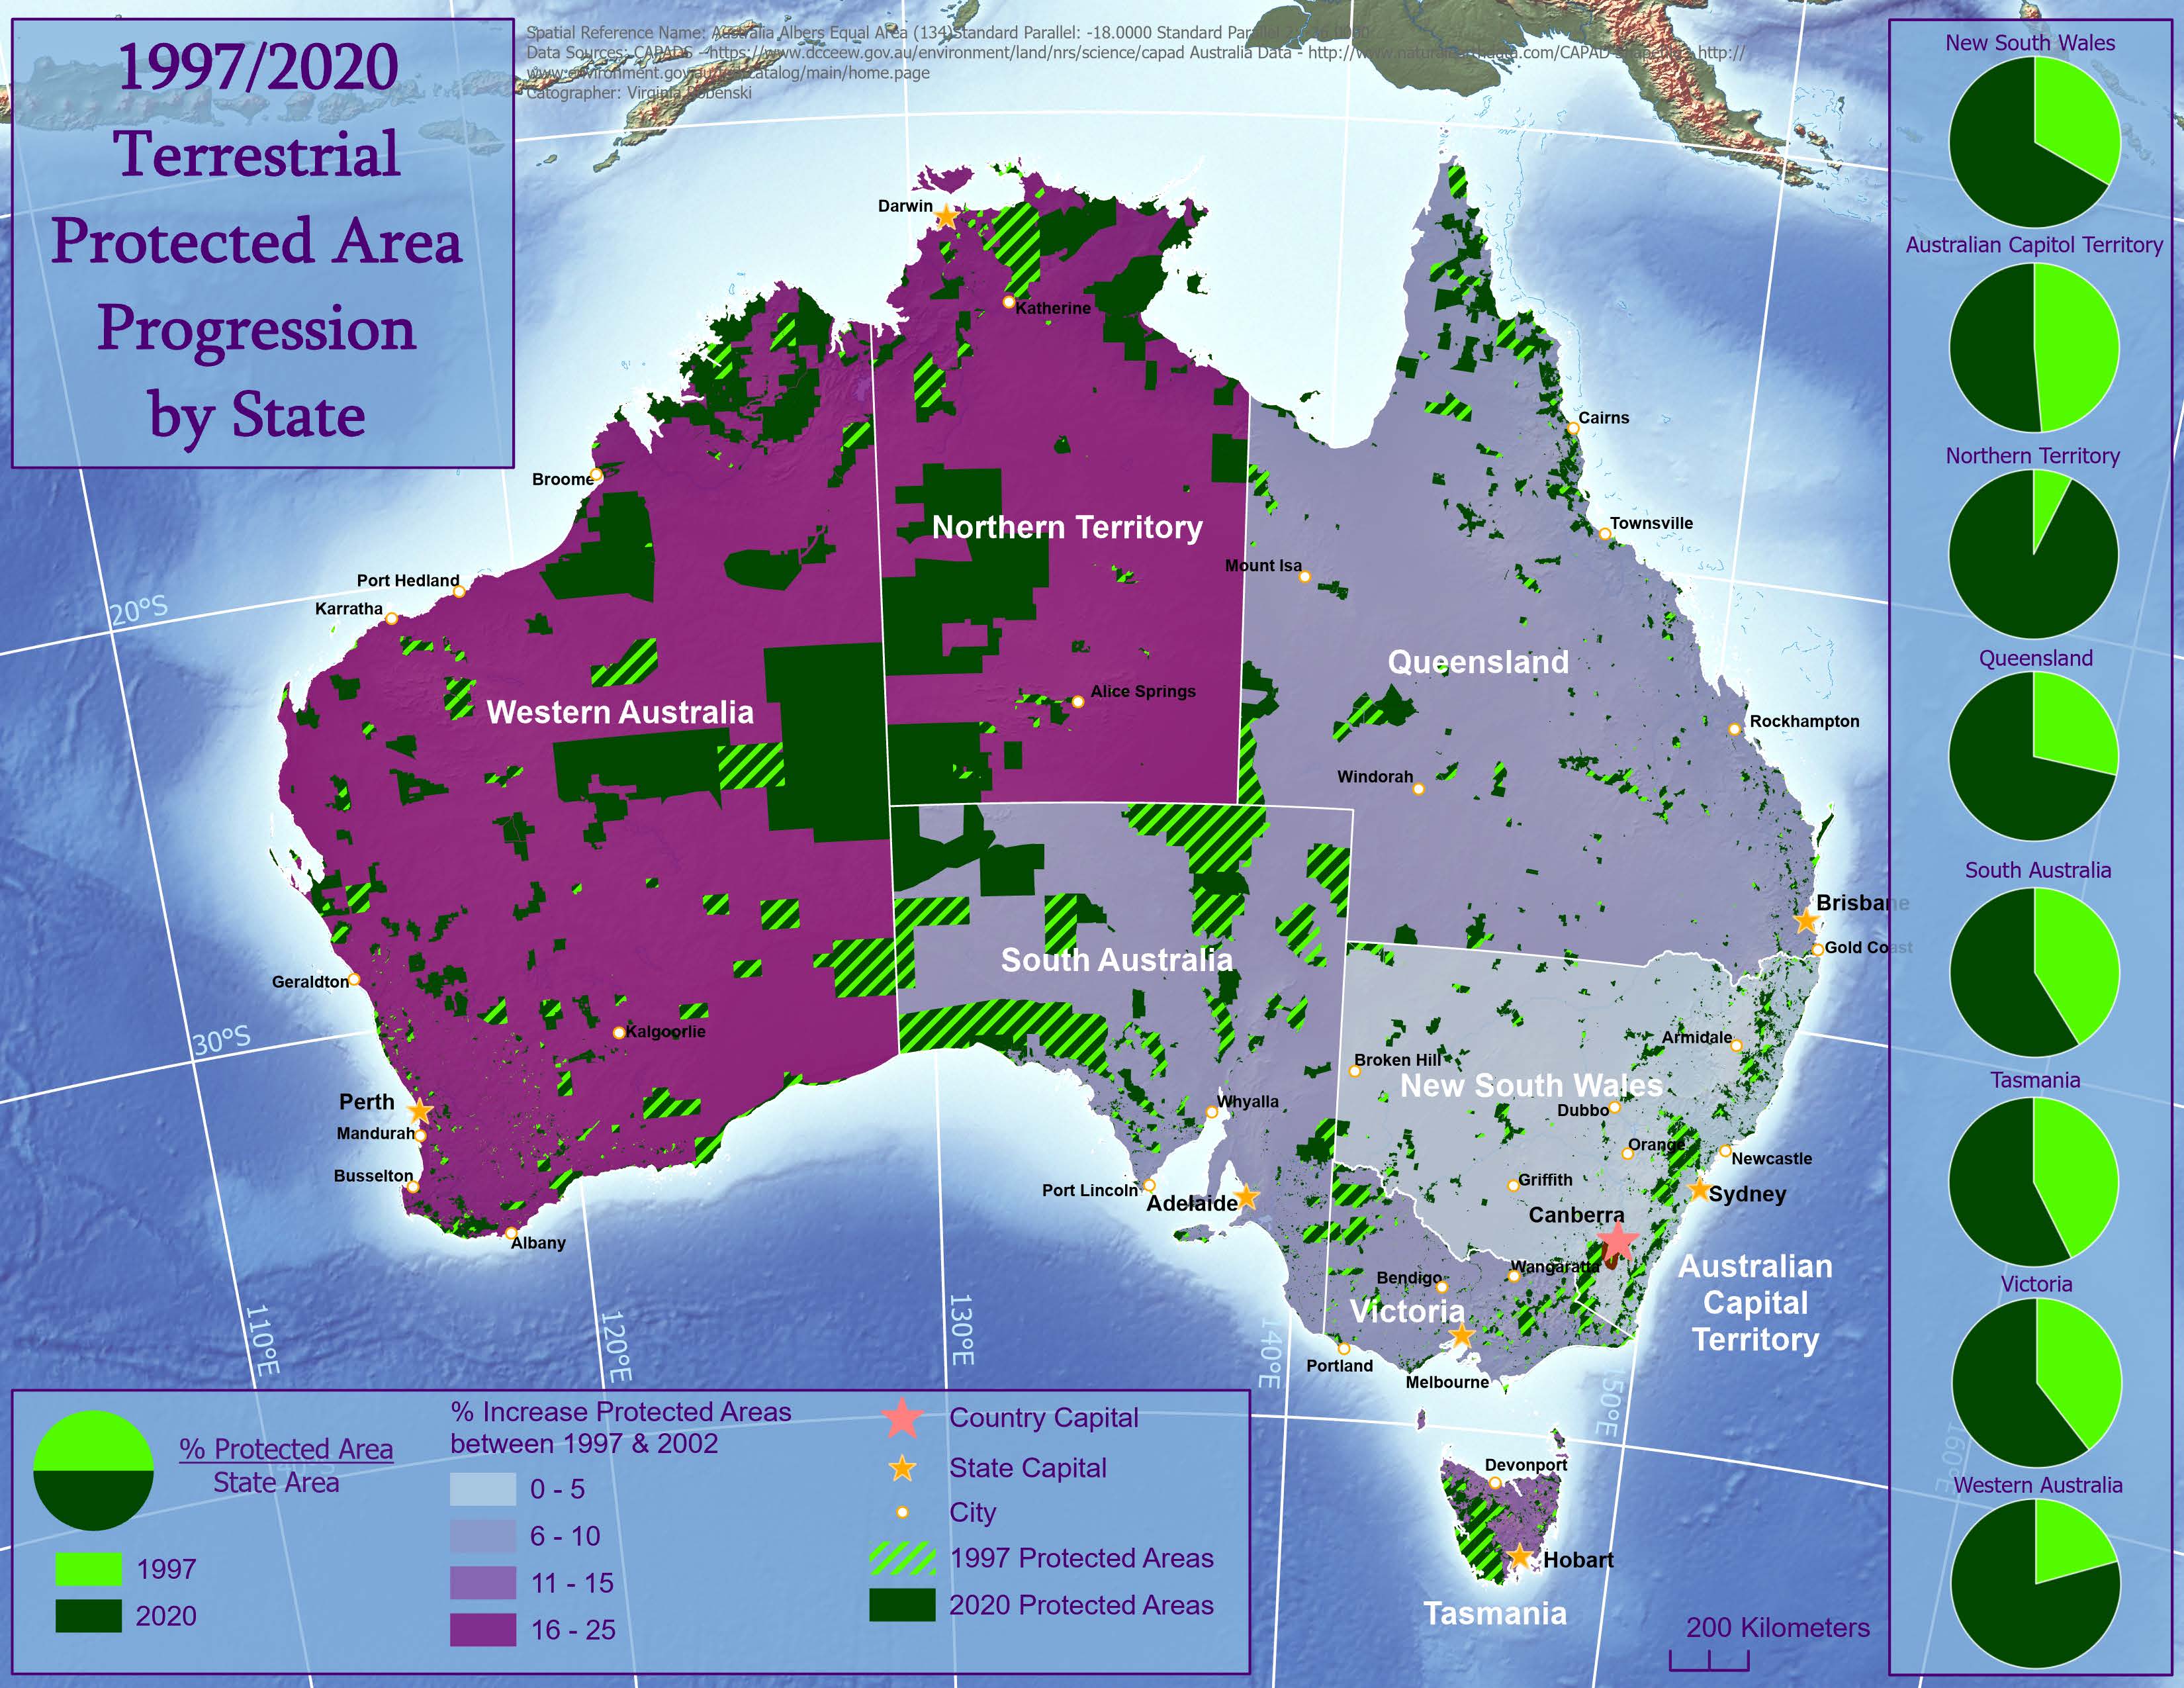 1997/2020
Terrestrial
Protected Area
Progression
by State
Spatial Reference Name: Australia Albers Equal Area (134) Standard Parallel: -18.0000 Standard Parallel
Data Sources: CAPADS - https://www.dcceew.gov.au/environment/land/nrs/science/capad Australia Data - http://www.naturalearthdata.com/CAPAD http://
www.environment.gov.au/ catalog/main/home.page
Catographer: Virginia
New South Wales
Australian Capitol Territory
Northern Territory
Queensland
South Australia
Tasmania
Victoria
Western Australia
Darwin
Katherine
Broome
Cairns
Northern Territory
Townsville
Mount Isa
Port Hedland
Karratha
20°S
Queensland
Alice Springs
Western Australia
Rockhampton
Windorah
Brisbane
Gold Coast
South Australia
Geraldton
30°S
Kalgoorlie
Armidale
Broken Hill
New South Wales
Perth
Whyalla
Dubbo
Mandurah
Orange
Newcastle
Busselton
Griffith
Port Lincoln
Adelaide
Sydney
Canberra
Albany
Wangaratta
Australian
Capital
Territory
Bendigo
Victoria
110°E
120°E
130°E
140°E
150°E
160°E
Portland
Melbourne
Devonport
Hobart
Tasmania
% Protected Area
State Area
40°S
1997
2020
% Increase Protected Areas
between 1997 & 2002
0 - 5
6 - 10
11 - 15
16 - 25
Country Capital
State Capital
City
1997 Protected Areas
2020 Protected Areas
200 Kilometers